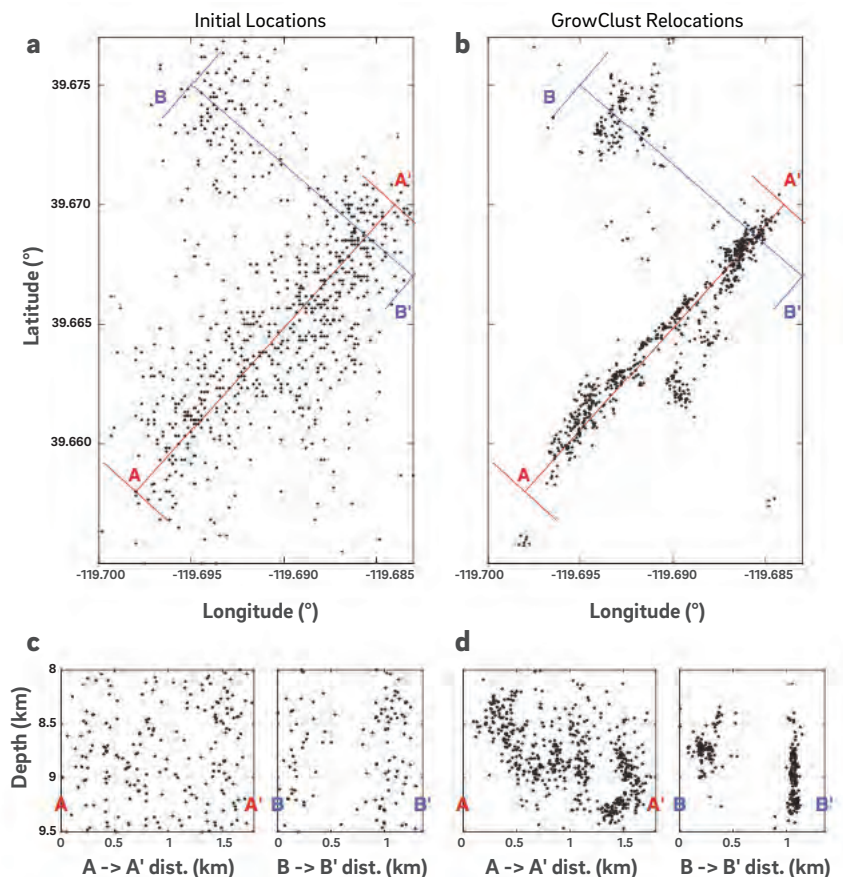 Initial Locations
GrowClust Relocations
a
b
39.675
39.670
39.665
39.660
Latitude (°)
B
A'
B'
A
B
A'
B'
A
-119.700 -119.695 -119.690 -119.685
-119.700 -119.695 -119.690 -119.685
Longitude (°)
Longitude (°)
c
d
8
8.5
9
9.5
Depth (km)
A A' B B'
A A' B B'
0 0.5 1 1.5
0 0.5 1
0 0.5 1 1.5
0 0.5 1
A -> A' dist. (km)
B -> B' dist. (km)
A -> A' dist. (km)
B -> B' dist. (km)